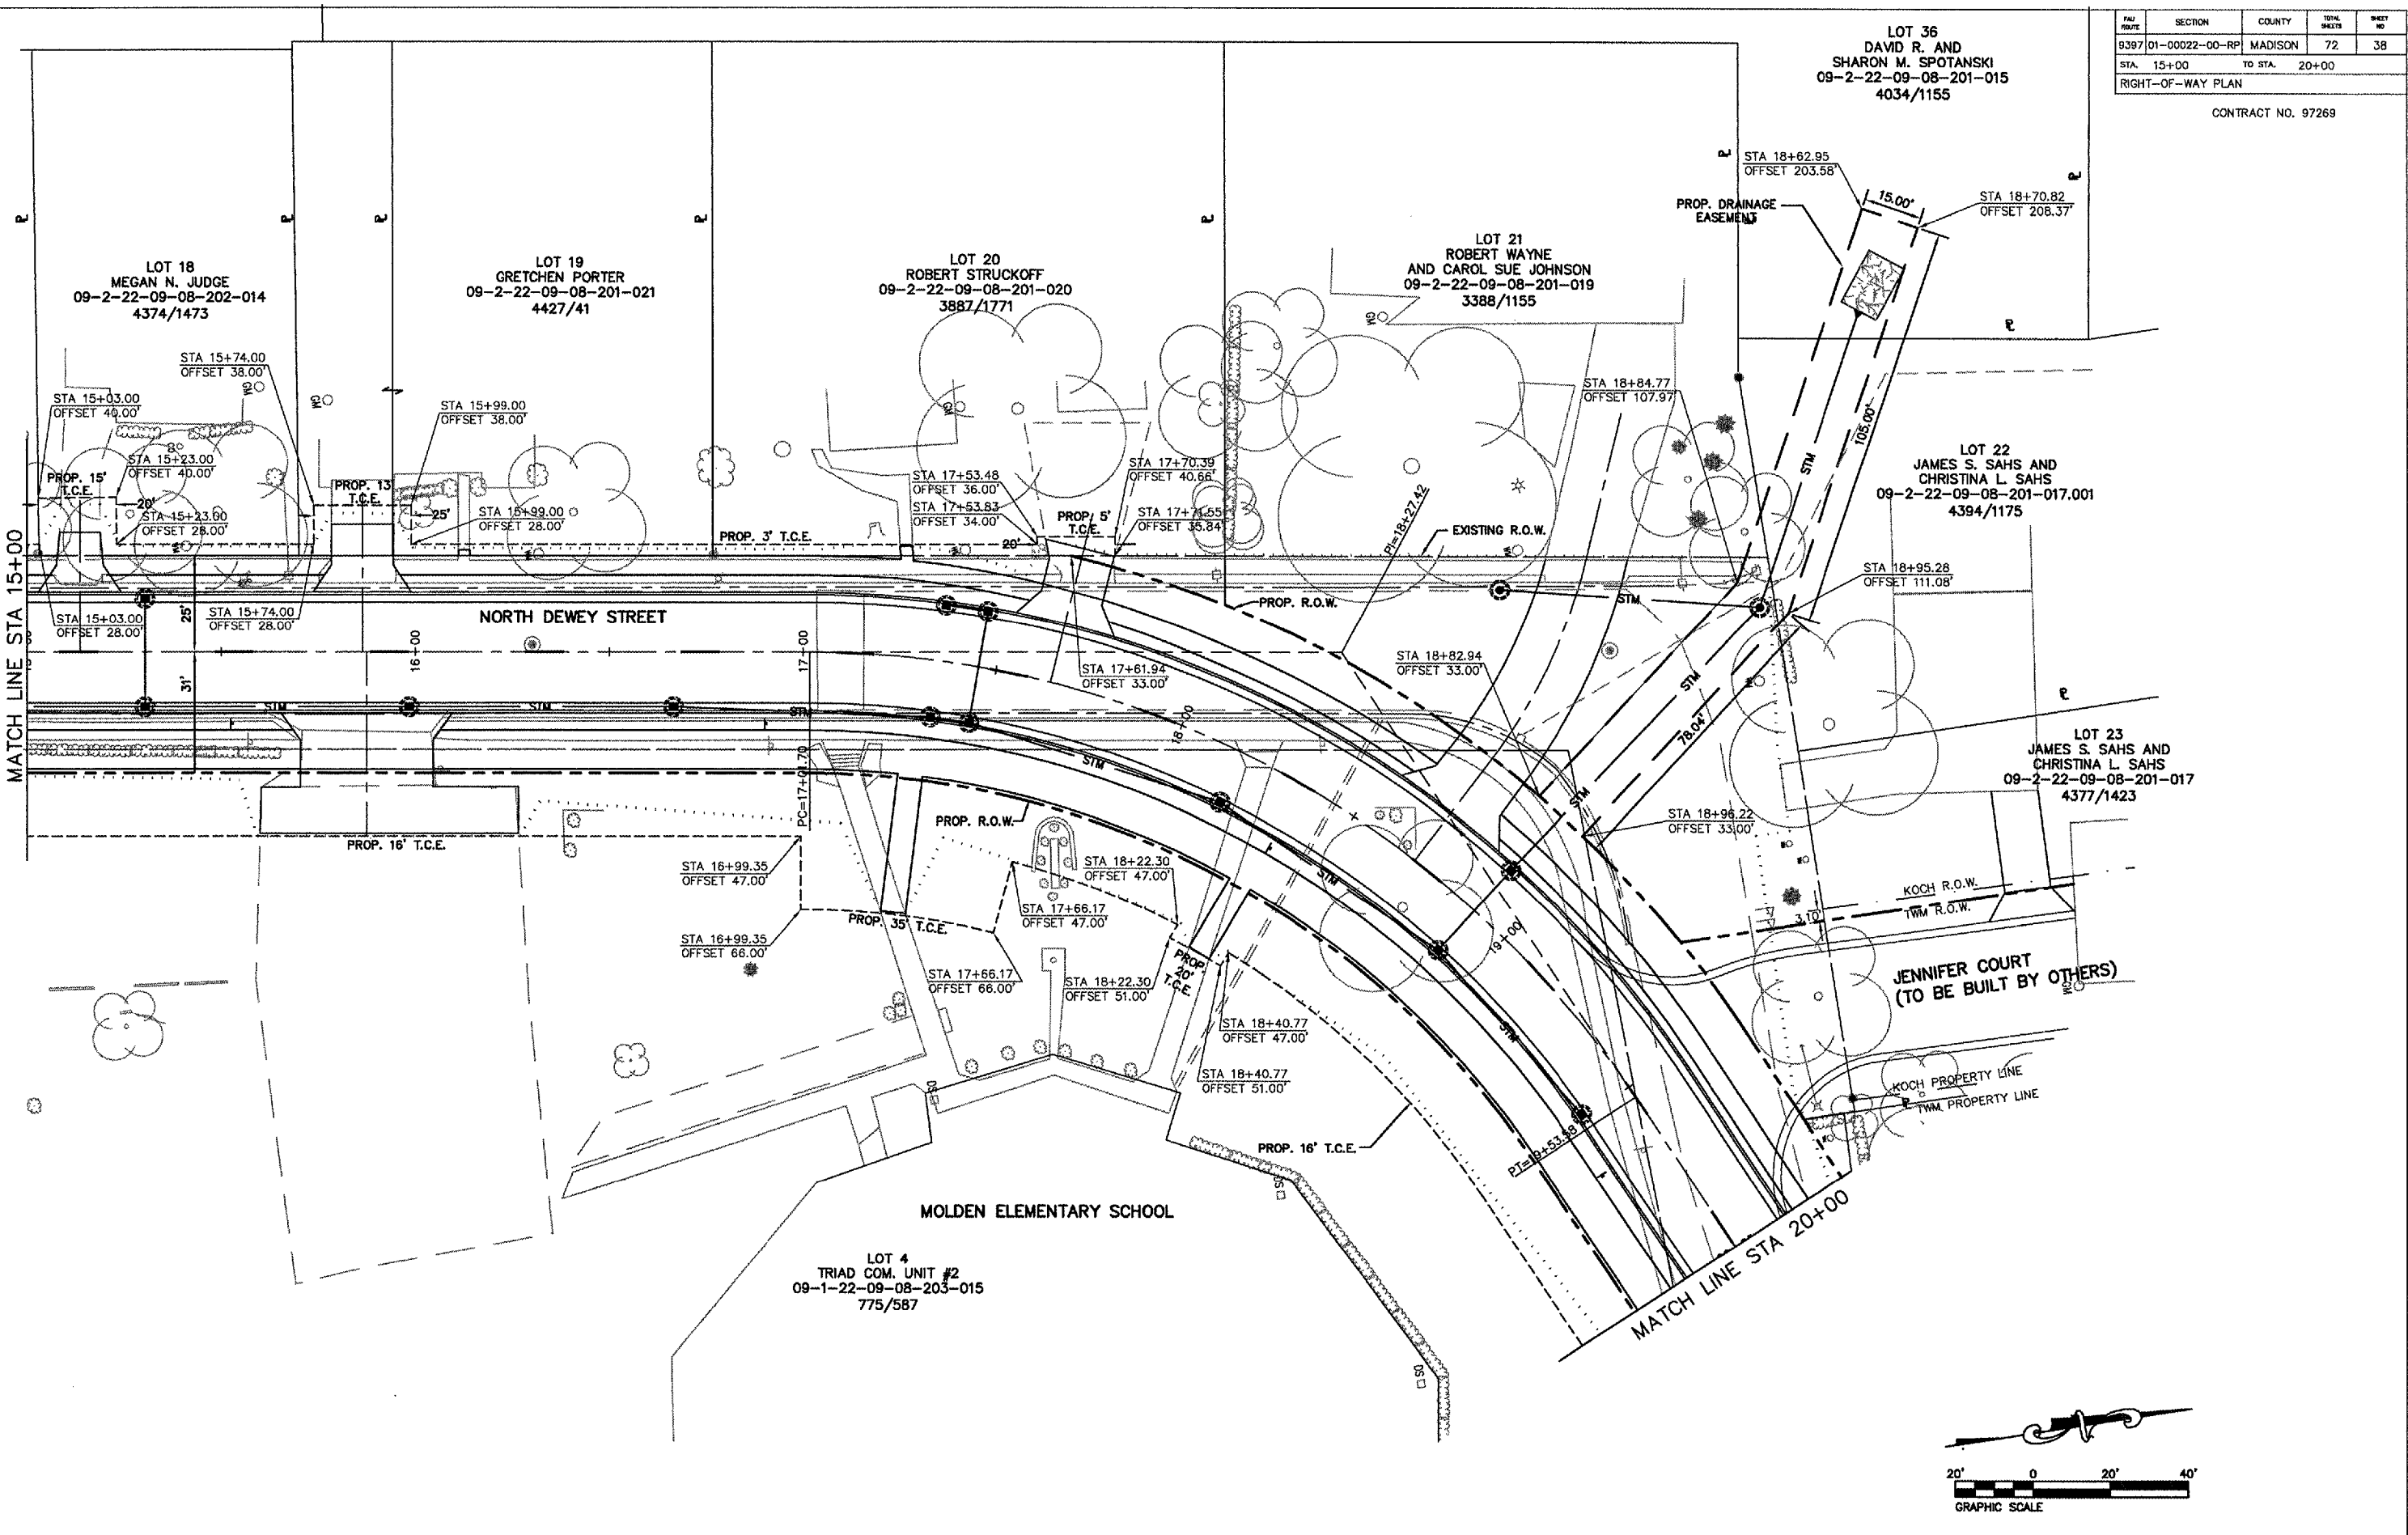 FAU ROUTE SECTION COUNTY TOTAL SHEETS SHEET NO
9397 01-00022-00-RP MADISON 72 38
STA. 15+00 TO STA. 20+00
RIGHT-OF-WAY PLAN
CONTRACT NO. 97269
LOT 36
DAVID R. AND
SHARON M. SPOTANSKI
09-2-22-09-08-201-015
4034/1155
STA 18+62.95
OFFSET 203.58'
15.00'
STA 18+70.82
OFFSET 208.37'
PROP. DRAINAGE
EASEMENT
LOT 18
MEGAN N. JUDGE
09-2-22-09-08-202-014
4374/1473
LOT 19
GRETCHEN PORTER
09-2-22-09-08-201-021
4427/41
LOT 20
ROBERT STRUCKOFF
09-2-22-09-08-201-020
3887/1771
LOT 21
ROBERT WAYNE
AND CAROL SUE JOHNSON
09-2-22-09-08-201-019
3388/1155
STA 15+74.00
OFFSET 38.00'
STA 15+03.00
OFFSET 40.00'
STA 15+99.00
OFFSET 38.00'
STA 18+84.77
OFFSET 107.97'
105.00'
GM
GM
GM
GM
STA 15+23.00
OFFSET 40.00'
PROP. 15'
T.C.E.
20'
STA 15+23.00
OFFSET 28.00'
PROP. 13
T.C.E.
25'
STA 15+99.00
OFFSET 28.00'
PROP. 3' T.C.E.
STA 17+53.48
OFFSET 36.00'
STA 17+53.83
OFFSET 34.00'
20'
STA 17+70.39
OFFSET 40.66'
PROP. 5'
T.C.E.
STA 17+71.55
OFFSET 35.84'
PI=18+27.42
EXISTING R.O.W.
STM
LOT 22
JAMES S. SAHS AND
CHRISTINA L. SAHS
09-2-22-09-08-201-017.001
4394/1175
MATCH LINE STA 15+00
STA 15+03.00
OFFSET 28.00'
25'
STA 15+74.00
OFFSET 28.00'
NORTH DEWEY STREET
PROP. R.O.W.
STM
STA 18+95.28
OFFSET 111.08'
16+00
17+00
31'
STA 17+61.94
OFFSET 33.00'
STA 18+82.94
OFFSET 33.00'
STM
78.04'
STM
STM
STM
STM
18+00
PC=17+01.70
STM
LOT 23
JAMES S. SAHS AND
CHRISTINA L. SAHS
09-2-22-09-08-201-017
4377/1423
PROP. R.O.W.
STA 18+96.22
OFFSET 33.00'
PROP. 16' T.C.E.
STA 16+99.35
OFFSET 47.00'
STA 18+22.30
OFFSET 47.00'
STM
KOCH R.O.W.
TWM R.O.W.
3.10'
STA 17+66.17
OFFSET 47.00'
PROP. 35' T.C.E.
STA 16+99.35
OFFSET 66.00'
19+00
STA 17+66.17
OFFSET 66.00'
STA 18+22.30
OFFSET 51.00'
PROP
20'
T.C.E.
JENNIFER COURT
(TO BE BUILT BY OTHERS)
GM
STA 18+40.77
OFFSET 47.00'
STM
STA 18+40.77
OFFSET 51.00'
DS
KOCH PROPERTY LINE
TWM PROPERTY LINE
PROP. 16' T.C.E.
PT=19+53.58
DS
MOLDEN ELEMENTARY SCHOOL
MATCH LINE STA 20+00
LOT 4
TRIAD COM. UNIT #2
09-1-22-09-08-203-015
775/587
DS
20' 0 20' 40'
GRAPHIC SCALE